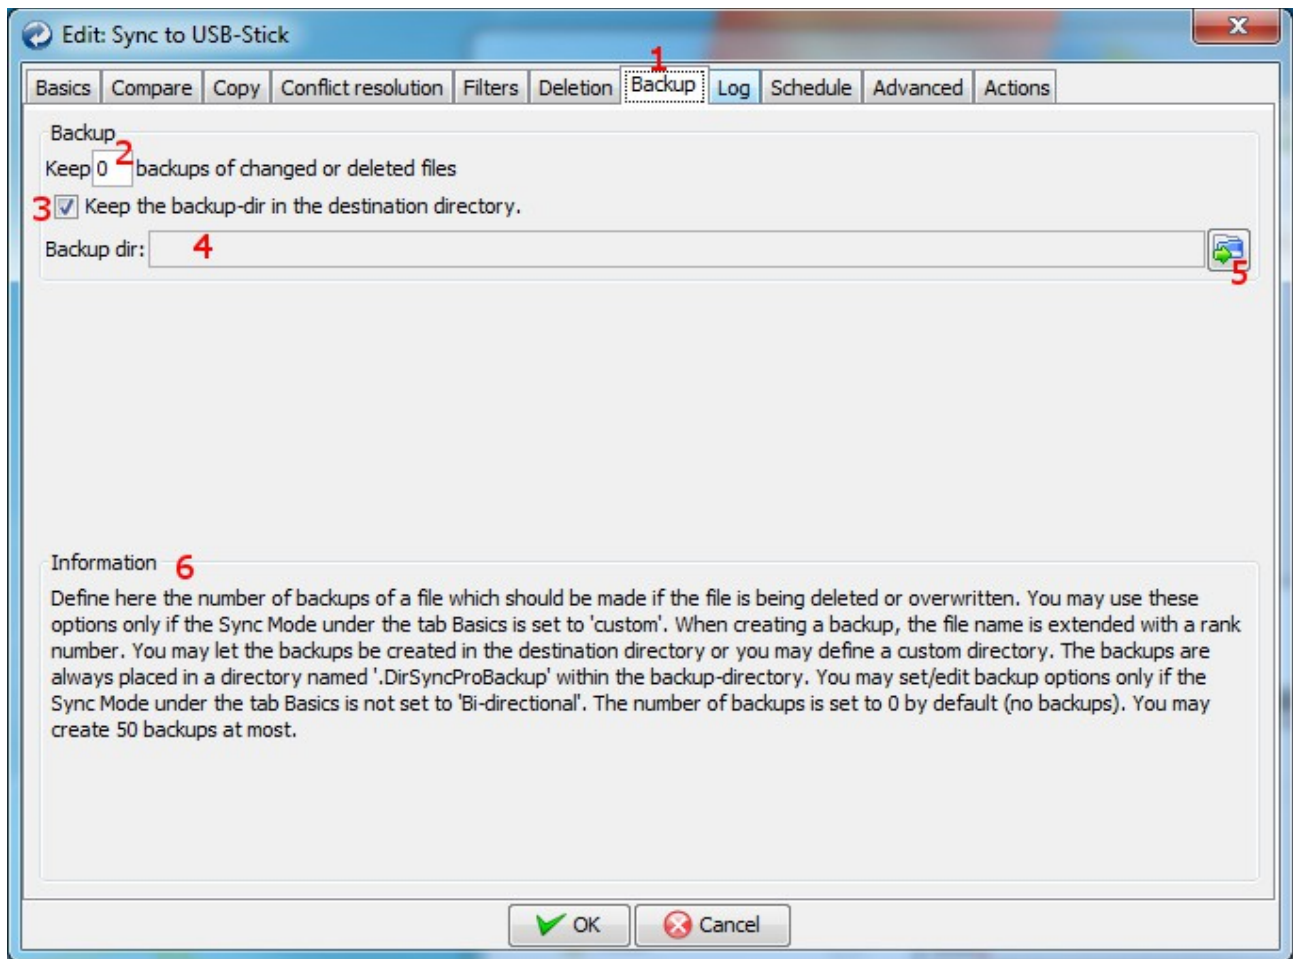 Edit: Sync to USB-Stick
X
1
Basics Compare Copy Conflict resolution Filters Deletion Backup Log Schedule Advanced Actions
Backup
2
Keep 0 backups of changed or deleted files
3 Keep the backup-dir in the destination directory.
Backup dir: 4
5
Information 6
Define here the number of backups of a file which should be made if the file is being deleted or overwritten. You may use these
options only if the Sync Mode under the tab Basics is set to 'custom'. When creating a backup, the file name is extended with a rank
number. You may let the backups be created in the destination directory or you may define a custom directory. The backups are
always placed in a directory named '.DirSyncProBackup' within the backup-directory. You may set/edit backup options only if the
Sync Mode under the tab Basics is not set to 'Bi-directional'. The number of backups is set to 0 by default (no backups). You may
create 50 backups at most.
OK Cancel